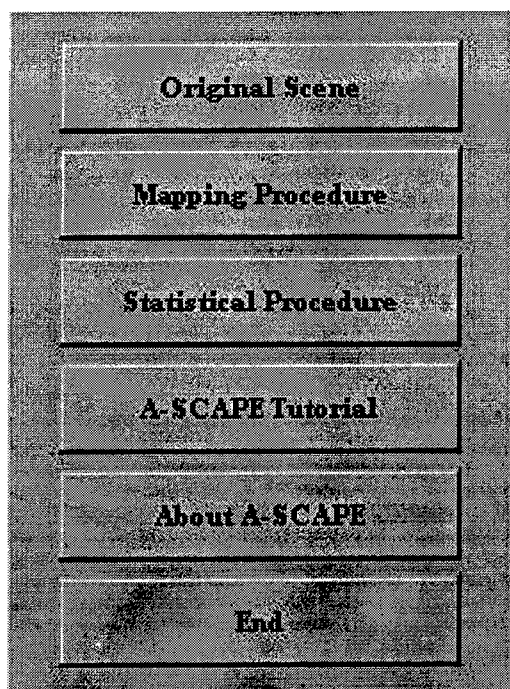 Original Scene
Mapping Procedure
Statistical Procedure
A-SCAPE Tutorial
About A-SCAPE
End